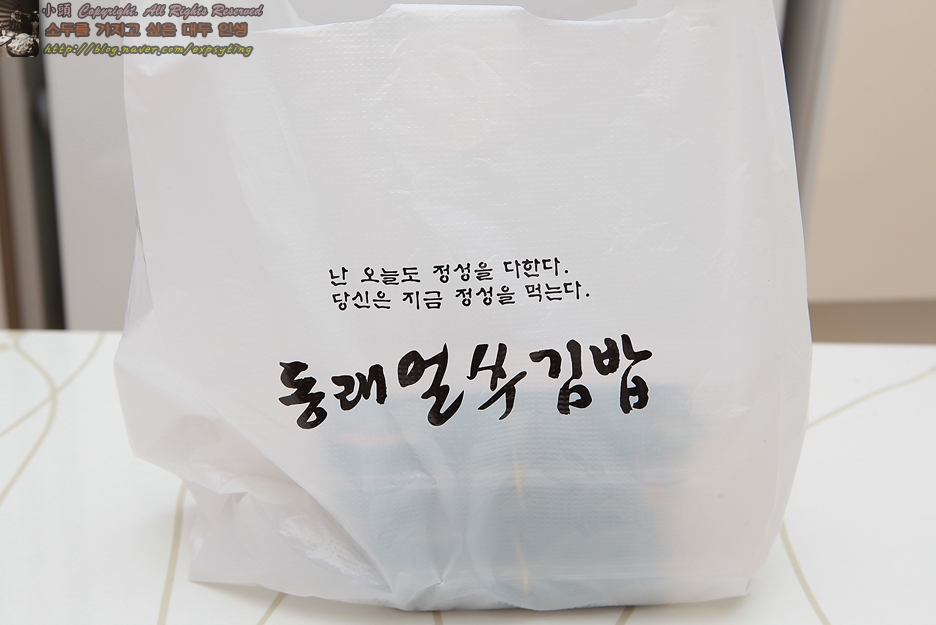 小頭 Copyright. All Rights Reserved
소두를 가지고 싶은 대두 인생
http://blog.naver.com/expsyting
난 오늘도 정성을 다한다.
당신은 지금 정성을 먹는다.
동래얼쑤김밥